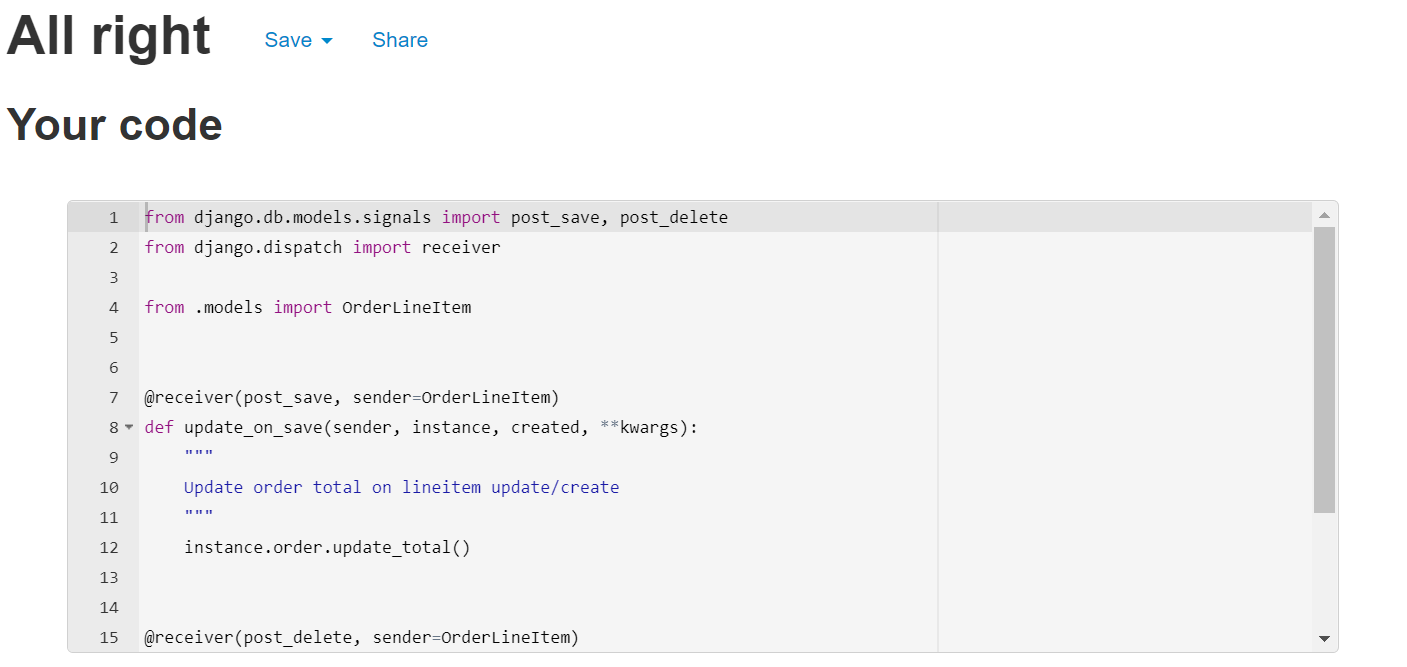 All right Save Share
Your code
1 from django.db.models.signals import post_save, post_delete
2 from django.dispatch import receiver
3
4 from .models import OrderLineItem
5
6
7 @receiver(post_save, sender=OrderLineItem)
8 def update_on_save(sender, instance, created, **kwargs):
9     """
10     Update order total on lineitem update/create
11     """
12     instance.order.update_total()
13
14
15 @receiver(post_delete, sender=OrderLineItem)